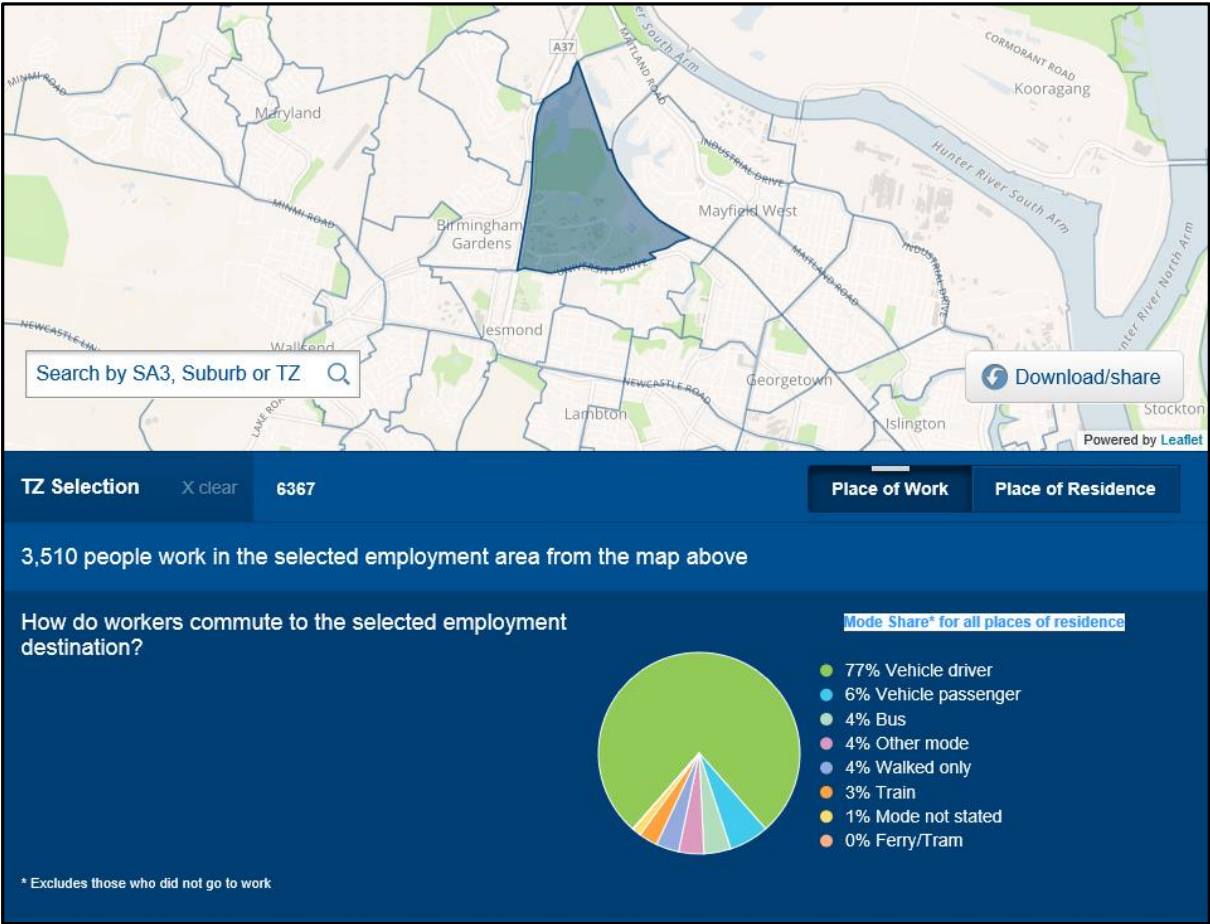 A37
MAITLAND ROAD
Hunter River South Arm
CORMORANT ROAD
Kooragang
MINMI ROAD
Maryland
INDUSTRIAL DRIVE
Hunter River South Arm
MINMI ROAD
Birmingham
Gardens
Mayfield West
UNIVERSITY DRIVE
MAITLAND ROAD
INDUSTRIAL DRIVE
Hunter River North Arm
Jesmond
Wallsend
Search by SA3, Suburb or TZ
NEWCASTLE ROAD
Georgetown
Download/share
LAKE ROA
Lambton
Islington
Stockton
Powered by Leaflet
TZ Selection X clear 6367 Place of Work Place of Residence
3,510 people work in the selected employment area from the map above
How do workers commute to the selected employment
destination?
Mode Share* for all places of residence
77% Vehicle driver
6% Vehicle passenger
4% Bus
4% Other mode
4% Walked only
3% Train
1% Mode not stated
0% Ferry/Tram
* Excludes those who did not go to work